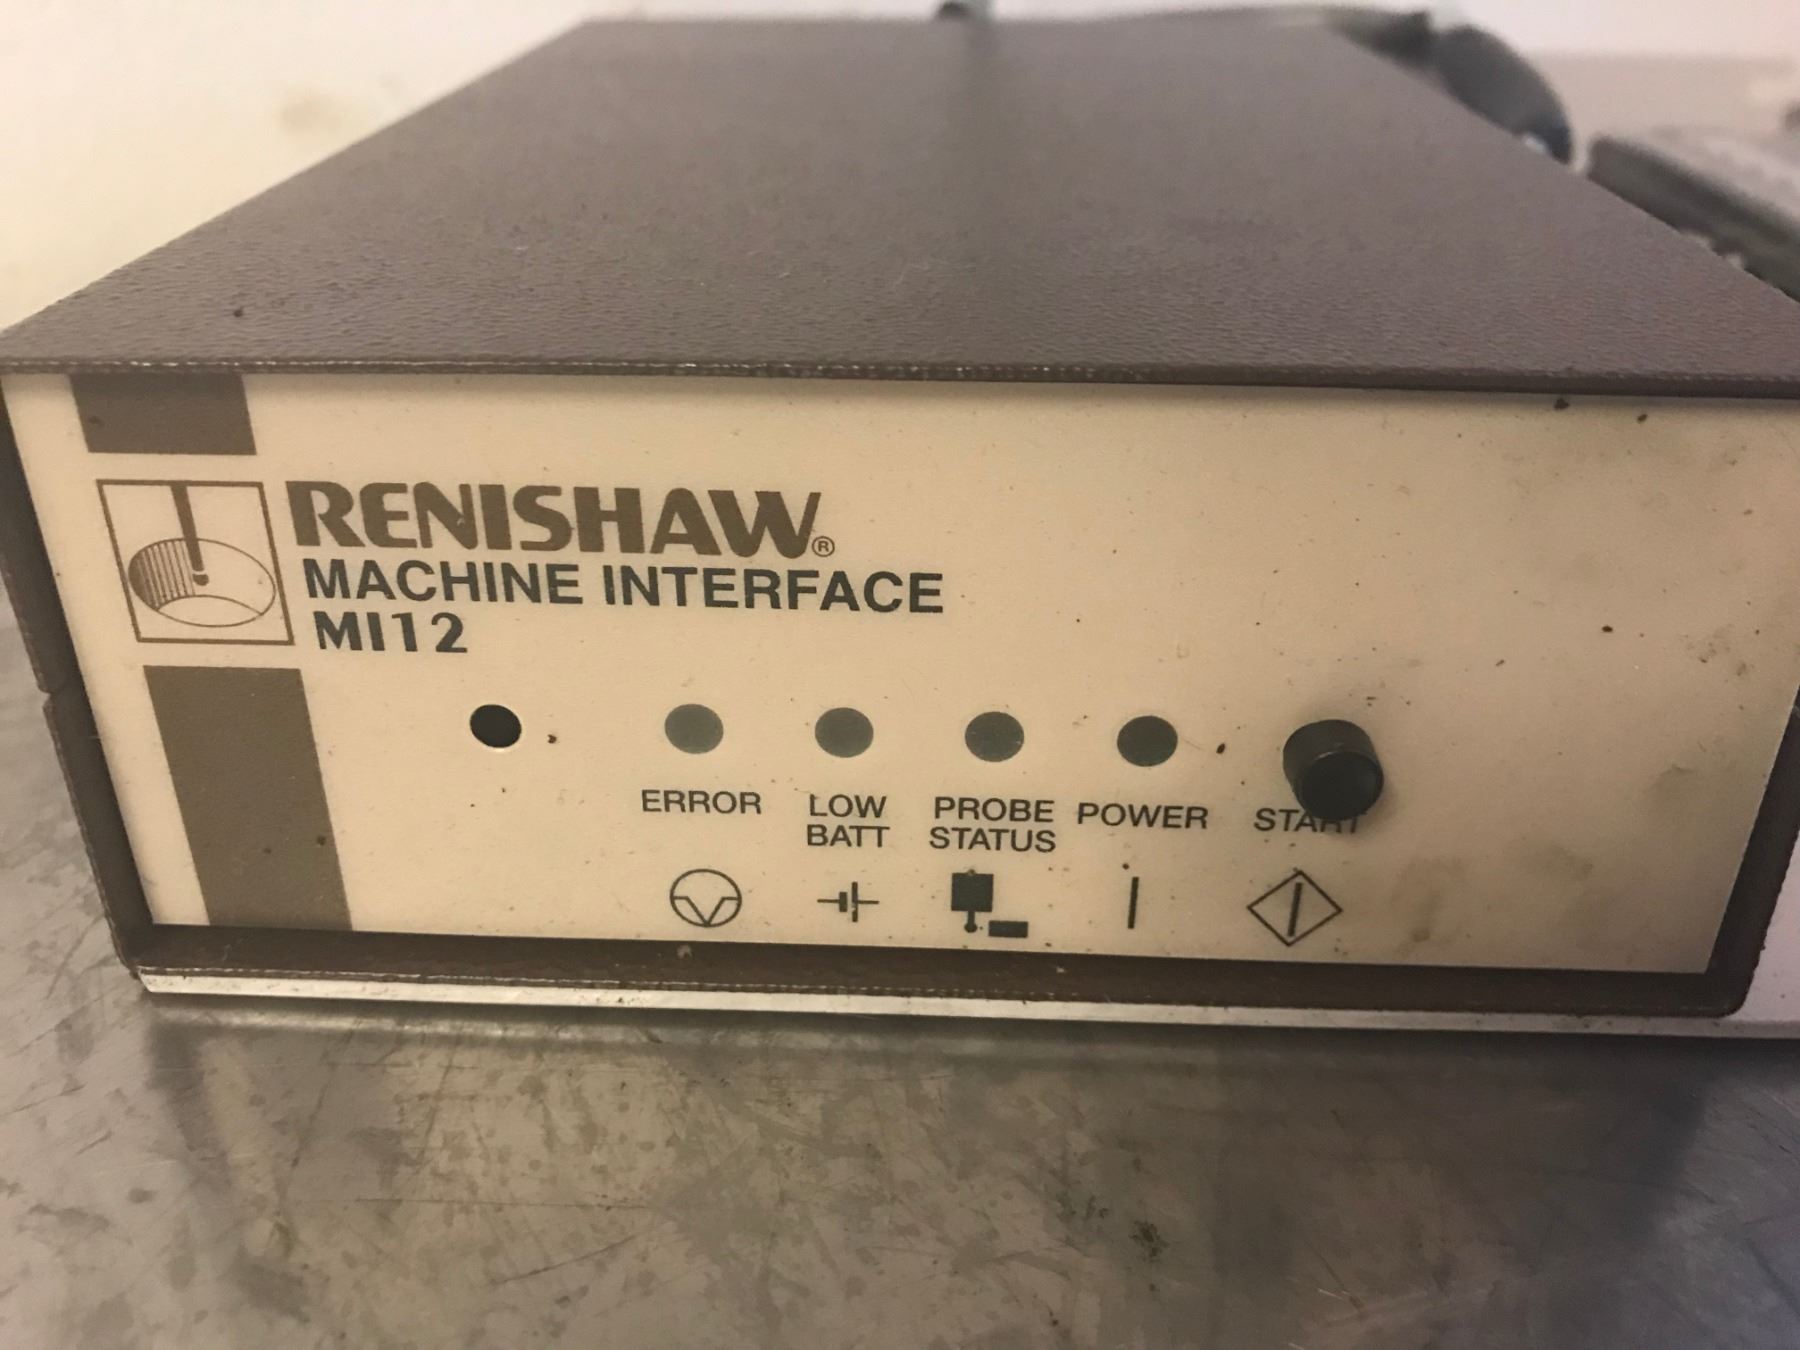 RENISHAW®
MACHINE INTERFACE
MI12
ERROR
LOW
BATT
PROBE
STATUS
POWER
START